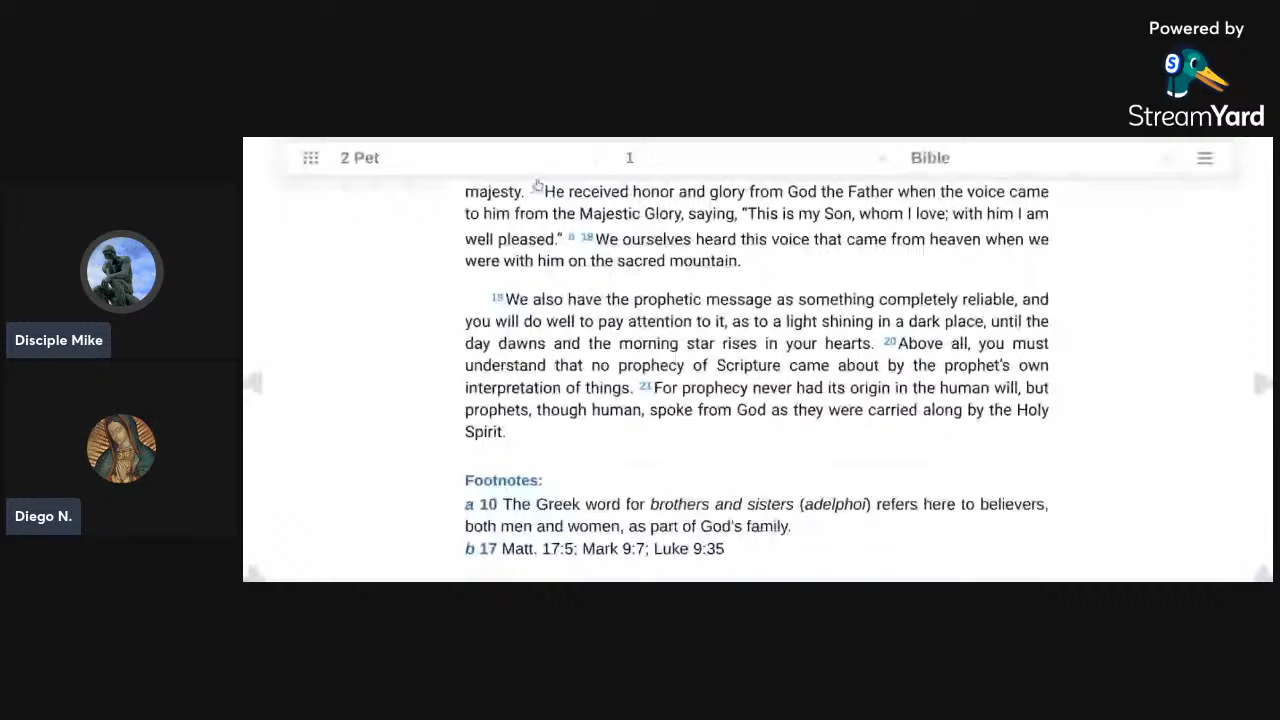 Powered by
S
StreamYard
2 Pet 1 Bible
majesty. He received honor and glory from God the Father when the voice came
to him from the Majestic Glory, saying, “This is my Son, whom I love; with him I am
well pleased.” 18 We ourselves heard this voice that came from heaven when we
were with him on the sacred mountain.
19 We also have the prophetic message as something completely reliable, and
you will do well to pay attention to it, as to a light shining in a dark place, until the
day dawns and the morning star rises in your hearts. 20 Above all, you must
understand that no prophecy of Scripture came about by the prophet's own
interpretation of things. 21 For prophecy never had its origin in the human will, but
prophets, though human, spoke from God as they were carried along by the Holy
Spirit.
Footnotes:
a 10 The Greek word for brothers and sisters (adelphoi) refers here to believers,
both men and women, as part of God's family.
b 17 Matt. 17:5; Mark 9:7; Luke 9:35
Disciple Mike
Diego N.